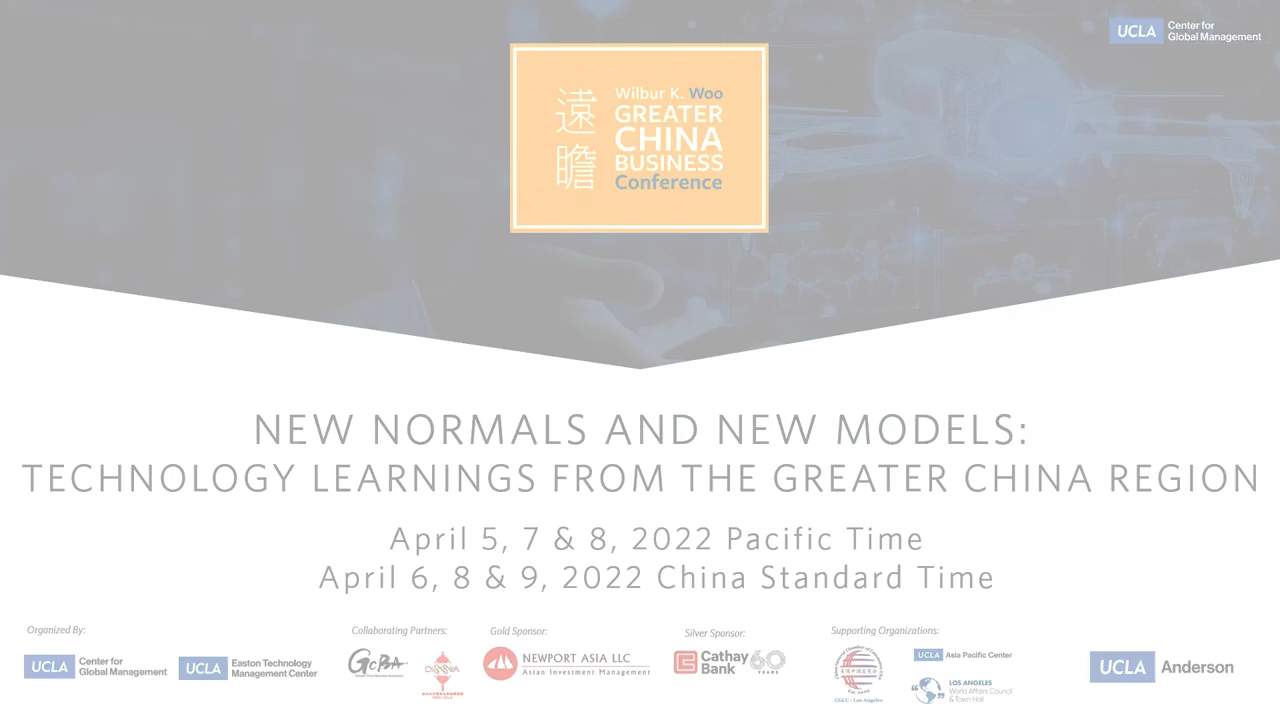 UCLA Center for
Global Management
遠瞻
Wilbur K. Woo
GREATER
CHINA
BUSINESS
Conference
NEW NORMALS AND NEW MODELS:
TECHNOLOGY LEARNINGS FROM THE GREATER CHINA REGION
April 5, 7 & 8, 2022 Pacific Time
April 6, 8 & 9, 2022 China Standard Time
Organized By:
UCLA Center for
Global Management
UCLA Easton Technology
Management Center
Collaborating Partners:
GCBA
Gold Sponsor:
NEWPORT ASIA LLC
Asian Investment Management
Silver Sponsor:
Cathay
Bank
60
YEARS
Supporting Organizations:
CGCC - Los Angeles
UCLA Asia Pacific Center
LOS ANGELES
World Affairs Council
& Town Hall
UCLA Anderson